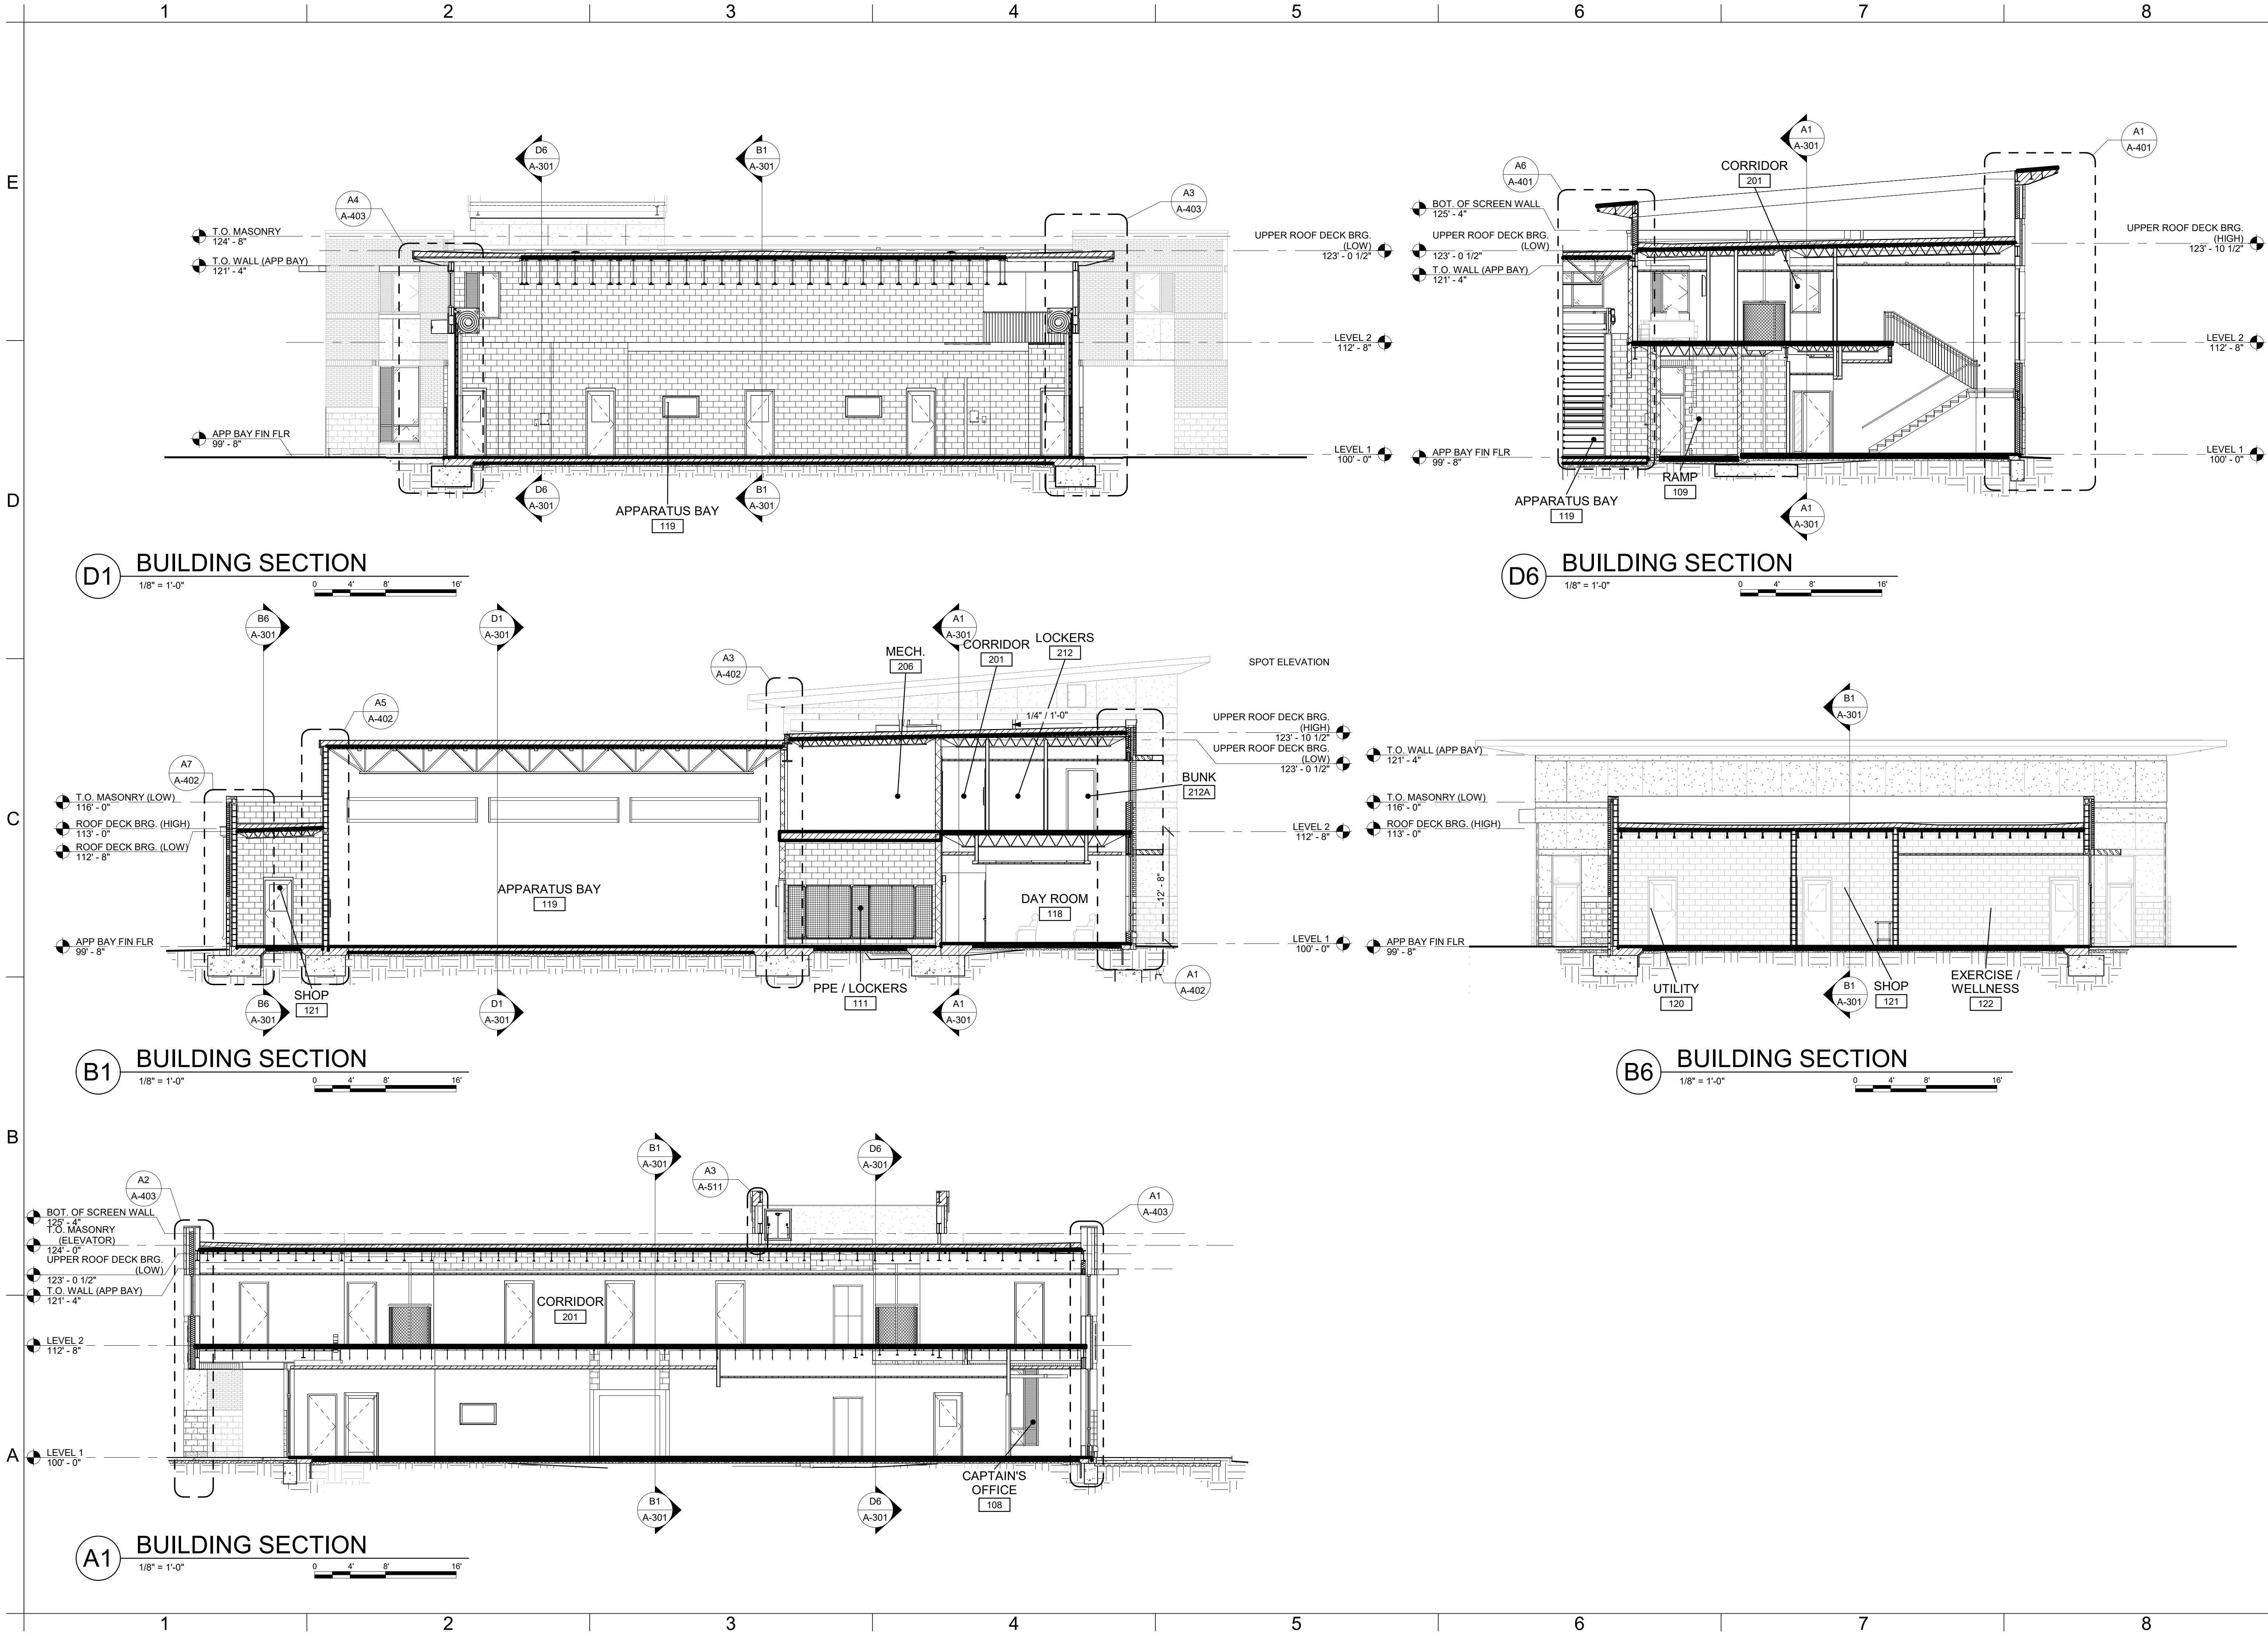 1 2 3 4 5 6 7 8
E
D
C
B
A
D6
A-301
B1
A-301
A4
A-403
A3
A-403
T.O. MASONRY
124' - 8"
T.O. WALL (APP BAY)
121' - 4"
APP BAY FIN FLR
99' - 8"
UPPER ROOF DECK BRG.
(LOW)
123' - 0 1/2"
LEVEL 2
112' - 8"
LEVEL 1
100' - 0"
D6
A-301
B1
A-301
APPARATUS BAY
119
D1
BUILDING SECTION
1/8" = 1'-0"
0 4' 8' 16'
A1
A-301
A1
A-401
A6
A-401
CORRIDOR
201
BOT. OF SCREEN WALL
125' - 4"
UPPER ROOF DECK BRG.
(LOW)
123' - 0 1/2"
T.O. WALL (APP BAY)
121' - 4"
APP BAY FIN FLR
99' - 8"
UPPER ROOF DECK BRG.
(HIGH)
123' - 10 1/2"
LEVEL 2
112' - 8"
LEVEL 1
100' - 0"
RAMP
109
APPARATUS BAY
119
A1
A-301
D6
BUILDING SECTION
1/8" = 1'-0"
0 4' 8' 16'
B6
A-301
D1
A-301
A1
A-301
A3
A-402
A5
A-402
A7
A-402
MECH.
206
CORRIDOR
201
LOCKERS
212
SPOT ELEVATION
1/4" / 1'-0"
BUNK
212A
UPPER ROOF DECK BRG.
(HIGH)
123' - 10 1/2"
UPPER ROOF DECK BRG.
(LOW)
123' - 0 1/2"
LEVEL 2
112' - 8"
LEVEL 1
100' - 0"
T.O. MASONRY (LOW)
116' - 0"
ROOF DECK BRG. (HIGH)
113' - 0"
ROOF DECK BRG. (LOW)
112' - 8"
APP BAY FIN FLR
99' - 8"
APPARATUS BAY
119
DAY ROOM
118
12' - 8"
SHOP
121
PPE / LOCKERS
111
B6
A-301
D1
A-301
A1
A-301
A1
A-402
B1
BUILDING SECTION
1/8" = 1'-0"
0 4' 8' 16'
B1
A-301
T.O. WALL (APP BAY)
121' - 4"
T.O. MASONRY (LOW)
116' - 0"
ROOF DECK BRG. (HIGH)
113' - 0"
APP BAY FIN FLR
99' - 8"
UTILITY
120
B1
A-301
SHOP
121
EXERCISE /
WELLNESS
122
B6
BUILDING SECTION
1/8" = 1'-0"
0 4' 8' 16'
B1
A-301
D6
A-301
A3
A-511
A2
A-403
A1
A-403
BOT. OF SCREEN WALL
125' - 4"
T.O. MASONRY
(ELEVATOR)
124' - 0"
UPPER ROOF DECK BRG.
(LOW)
123' - 0 1/2"
T.O. WALL (APP BAY)
121' - 4"
LEVEL 2
112' - 8"
LEVEL 1
100' - 0"
CORRIDOR
201
CAPTAIN'S
OFFICE
108
B1
A-301
D6
A-301
A1
BUILDING SECTION
1/8" = 1'-0"
0 4' 8' 16'
1 2 3 4 5 6 7 8